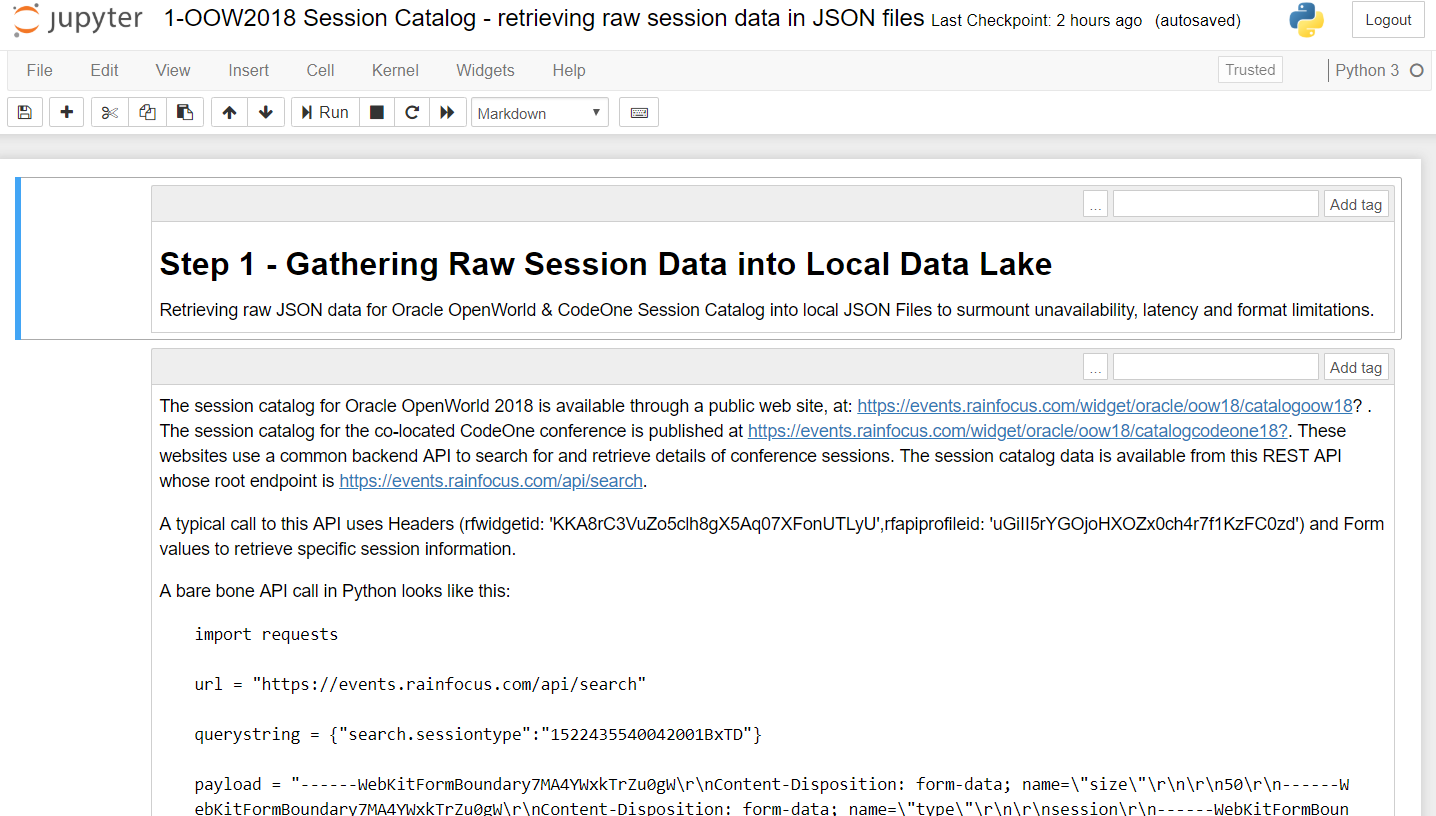 jupyter 1-OOW2018 Session Catalog - retrieving raw session data in JSON files Last Checkpoint: 2 hours ago (autosaved) Logout
File Edit View Insert Cell Kernel Widgets Help Trusted Python 3
Run Markdown
... Add tag
Step 1 - Gathering Raw Session Data into Local Data Lake
Retrieving raw JSON data for Oracle OpenWorld & CodeOne Session Catalog into local JSON Files to surmount unavailability, latency and format limitations.
... Add tag
The session catalog for Oracle OpenWorld 2018 is available through a public web site, at: https://events.rainfocus.com/widget/oracle/oow18/catalogoow18? .
The session catalog for the co-located CodeOne conference is published at https://events.rainfocus.com/widget/oracle/oow18/catalogcodeone18?. These
websites use a common backend API to search for and retrieve details of conference sessions. The session catalog data is available from this REST API
whose root endpoint is https://events.rainfocus.com/api/search.
A typical call to this API uses Headers (rfwidgetid: 'KKA8rC3VuZo5clh8gX5Aq07XFonUTLyU',rfapiprofileid: 'uGiII5rYGOjoHXOZx0ch4r7f1KzFC0zd') and Form
values to retrieve specific session information.
A bare bone API call in Python looks like this:
import requests
url = "https://events.rainfocus.com/api/search"
querystring = {"search.sessiontype":"1522435540042001BxTD"}
payload = "------WebKitFormBoundary7MA4YWxkTrZu0gW\r\nContent-Disposition: form-data; name=\"size\"\r\n\r\n50\r\n------W
ebKitFormBoundary7MA4YWxkTrZu0gW\r\nContent-Disposition: form-data; name=\"type\"\r\n\r\nsession\r\n------WebKitFormBoun